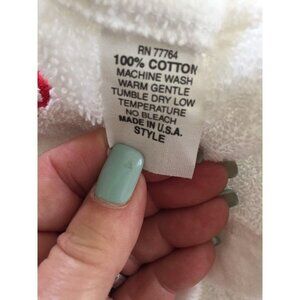 RN 77764
100% COTTON
MACHINE WASH
WARM GENTLE
TUMBLE DRY LOW
TEMPERATURE
NO BLEACH
MADE IN U.S.A.
STYLE